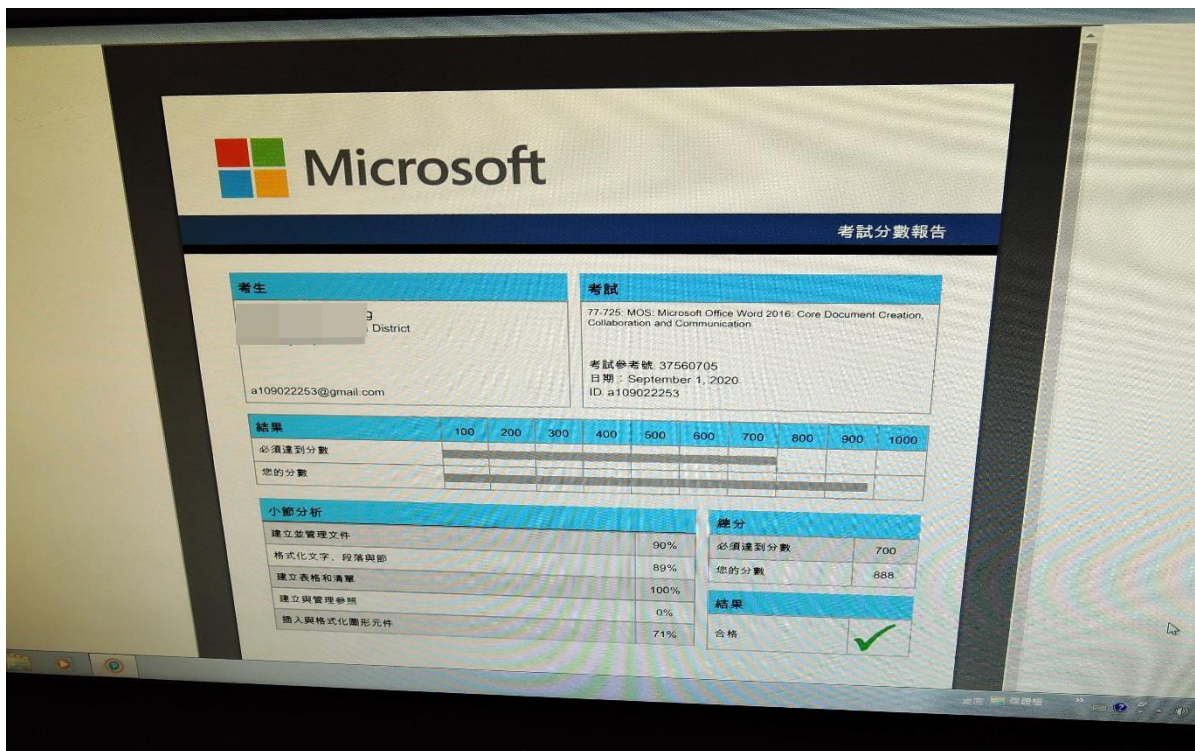 Microsoft
考試分數報告
考生
g
District
a109022253@gmail.com
考試
77-725: MOS: Microsoft Office Word 2016: Core Document Creation,
Collaboration and Communication
考試參考號 37560705
日期：September 1, 2020
ID a109022253
結果 100 200 300 400 500 600 700 800 900 1000
必須達到分數
您的分數
小節分析
建立並管理文件 90%
格式化文字、段落與節 89%
建立表格和清單 100%
建立與管理參照 0%
插入與格式化圖形元件 71%
總分
必須達到分數 700
您的分數 888
結果
合格
桌面 媒體櫃